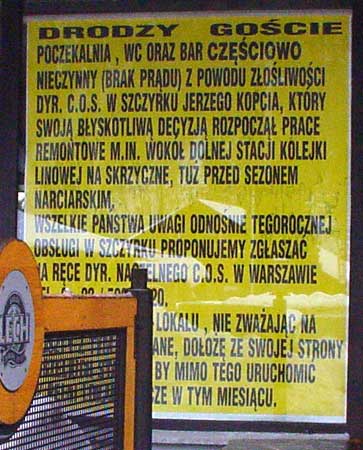 DRODZY GOŚCIE
POCZEKALNIA , WC ORAZ BAR CZĘŚCIOWO
NIECZYNNY (BRAK PRĄDU) Z POWODU ZŁOŚLIWOŚCI
DYR. C.O.S. W SZCZYRKU JERZEGO KOPCIA, KTÓRY
SWOJĄ BŁYSKOTLIWĄ DECYZJĄ ROZPOCZĄŁ PRACE
REMONTOWE M.IN. WOKÓŁ DOLNEJ STACJI KOLEJKI
LINOWEJ NA SKRZYCZNE, TUŻ PRZED SEZONEM
NARCIARSKIM,
WSZELKIE PAŃSTWA UWAGI ODNOŚNIE TEGOROCZNEJ
OBSŁUGI W SZCZYRKU PROPONUJEMY ZGŁASZAĆ
NA RĘCE DYR. NACZELNEGO C.O.S. W WARSZAWIE
LOKALU , NIE ZWAŻAJĄC NA
DOŁOŻĘ ZE SWOJEJ STRONY
BY MIMO TEGO URUCHOMIĆ
W TYM MIESIĄCU.